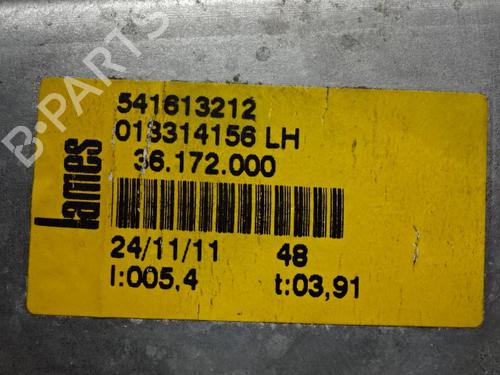 B-PARTS
541613212
013314156 LH
36.172.000
lames
24/11/11 48
I:005,4 t:03,91